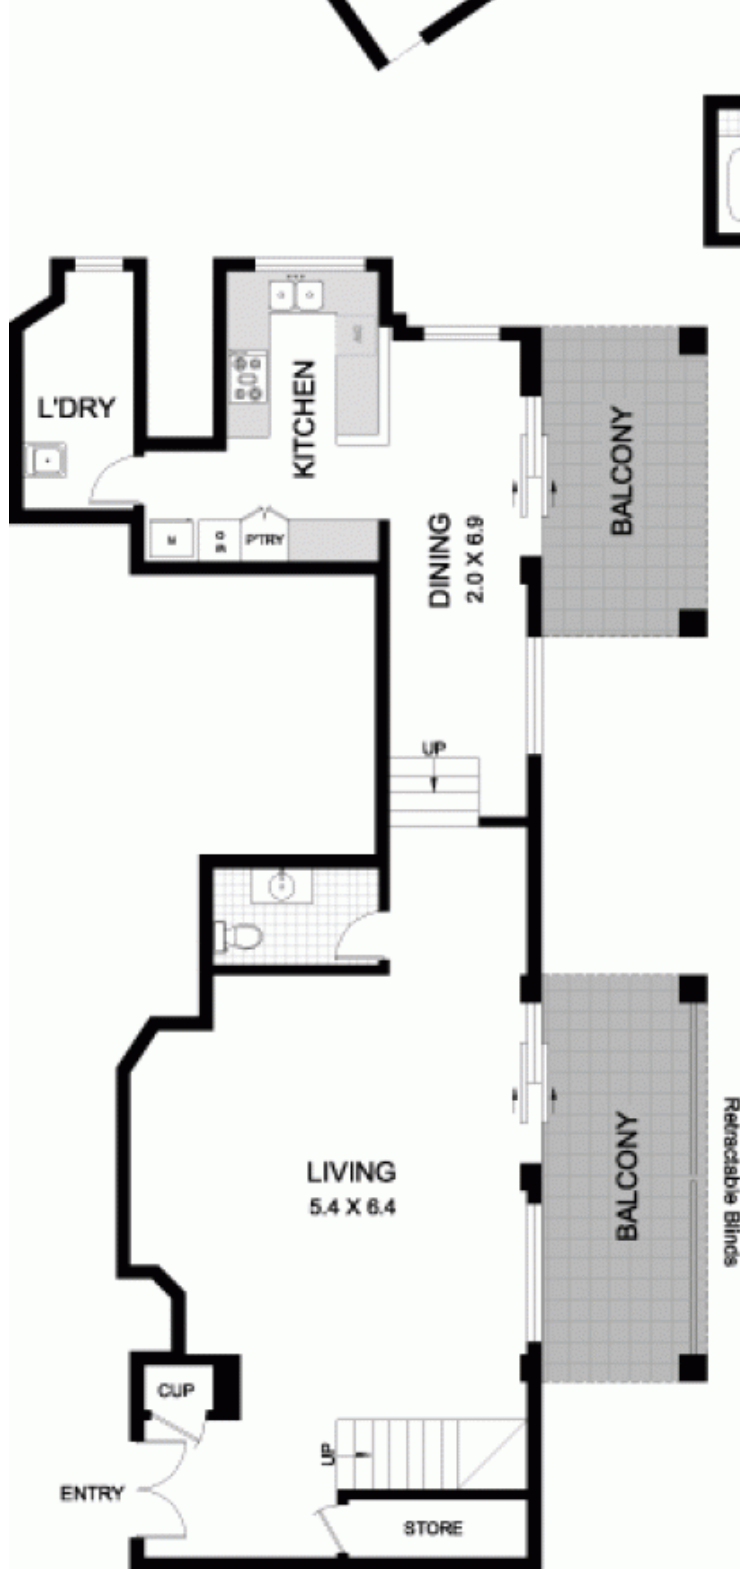 L'DRY
KITCHEN
BALCONY
M
P'TRY
DINING
2.0 X 6.9
UP
Retractable Blinds
LIVING
5.4 X 6.4
BALCONY
CUP
UP
ENTRY
STORE